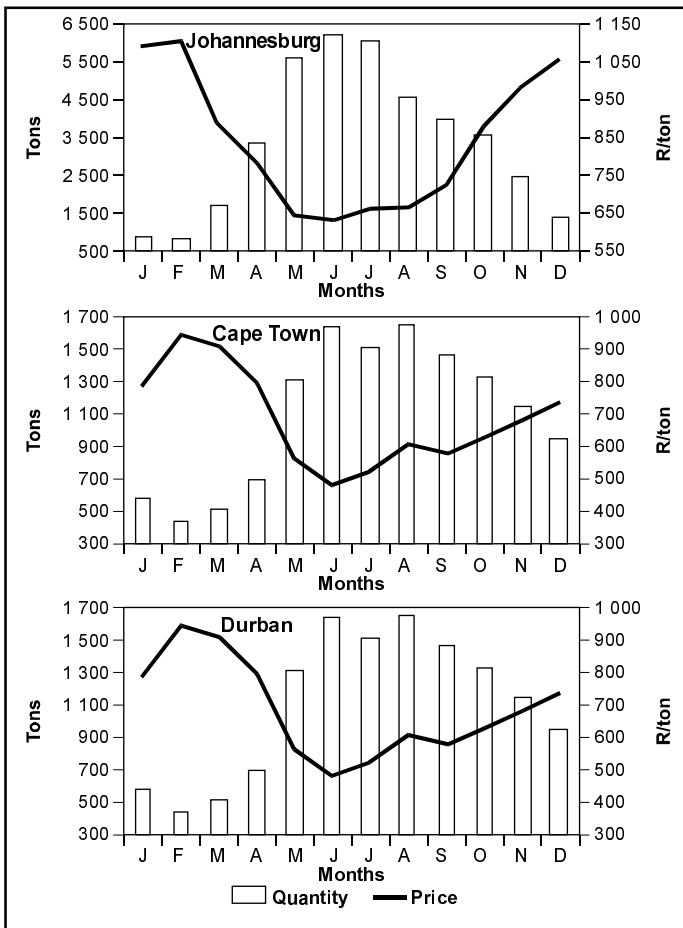 Johannesburg
6 500
5 500
4 500
3 500
2 500
1 500
500
Tons
1 150
1 050
950
850
750
650
550
R/ton
J F M A M J J A S O N D
Months
Cape Town
1 700
1 500
1 300
1 100
900
700
500
300
Tons
1 000
900
800
700
600
500
400
300
R/ton
J F M A M J J A S O N D
Months
Durban
1 700
1 500
1 300
1 100
900
700
500
300
Tons
1 000
900
800
700
600
500
400
300
R/ton
J F M A M J J A S O N D
Months
Quantity Price